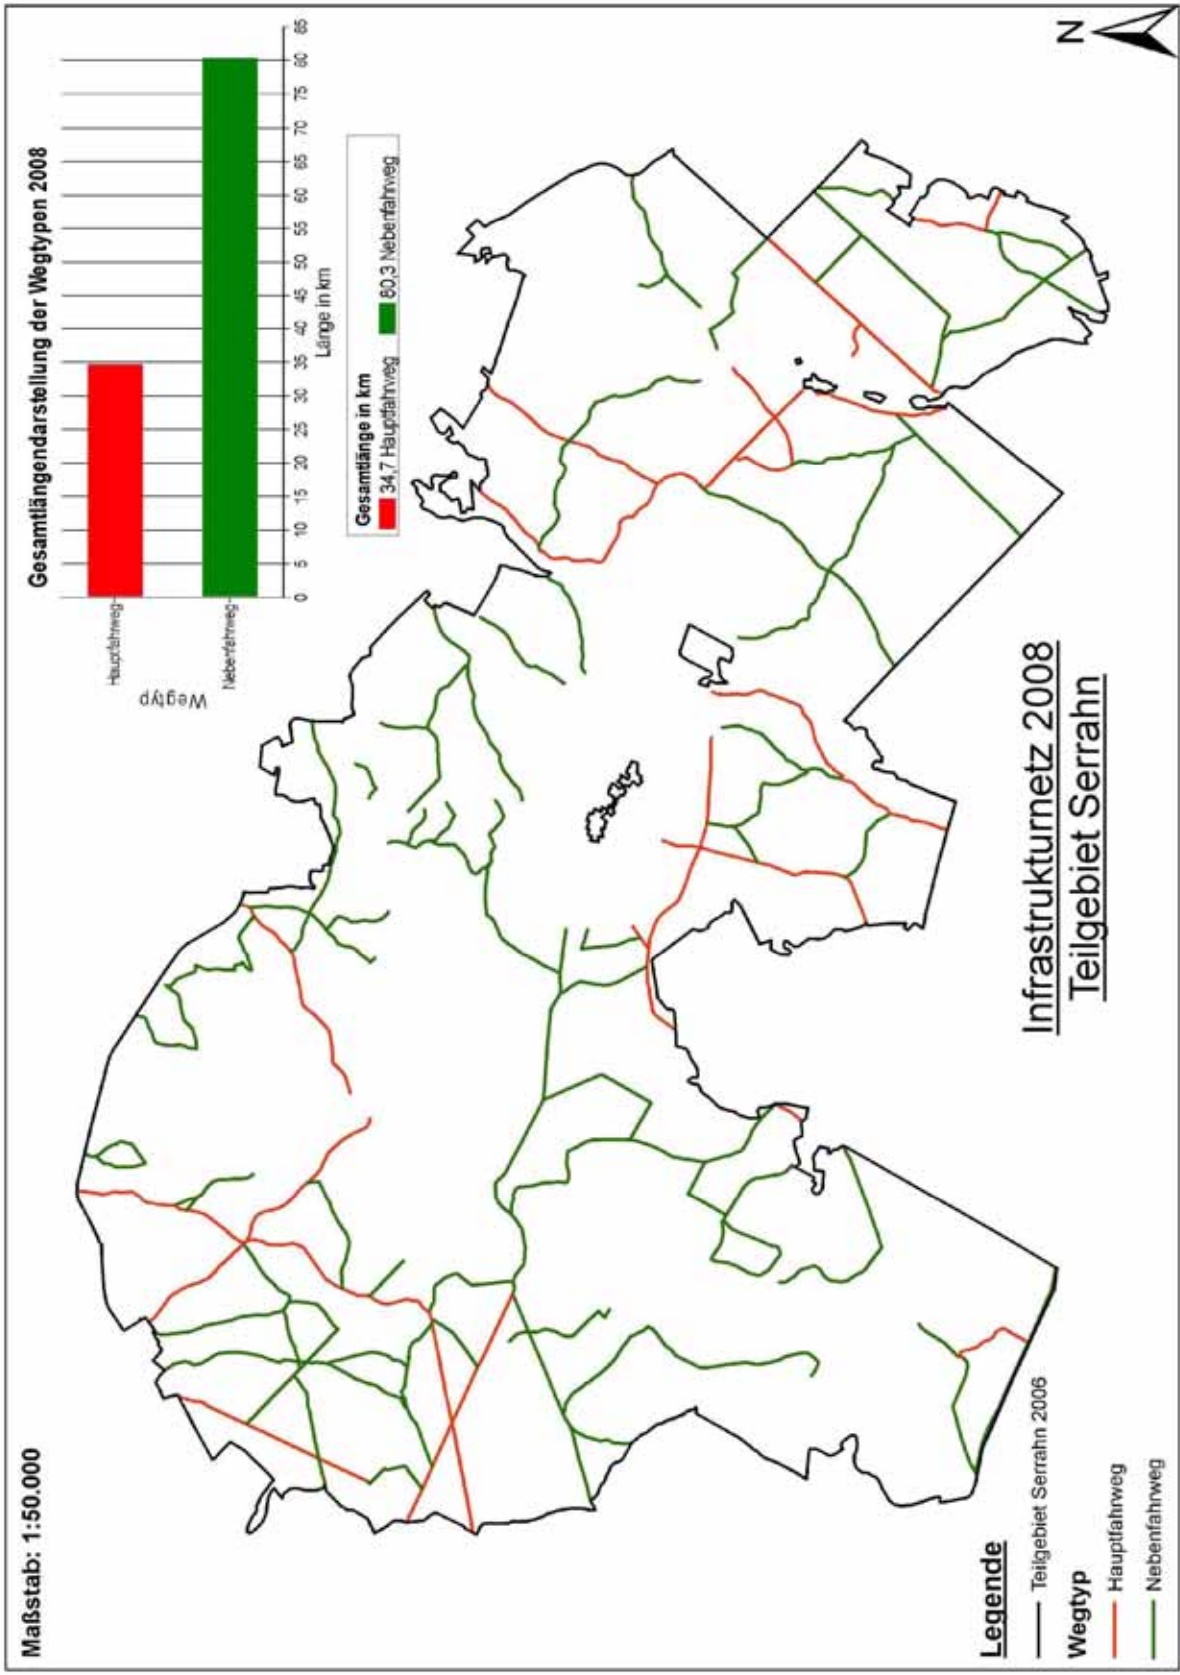 Maßstab: 1:50.000
Gesamtlängendarstellung der Wegtypen 2008
Wegtyp
Hauptfahrweg
Nebenfahrweg
0 5 10 15 20 25 30 35 40 45 50 55 60 65 70 75 80 85
Länge in km
Gesamtlänge in km
34,7 Hauptfahrweg 80,3 Nebenfahrweg
N
Infrastrukturnetz 2008
Teilgebiet Serrahn
Legende
Teilgebiet Serrahn 2006
Wegtyp
Hauptfahrweg
Nebenfahrweg